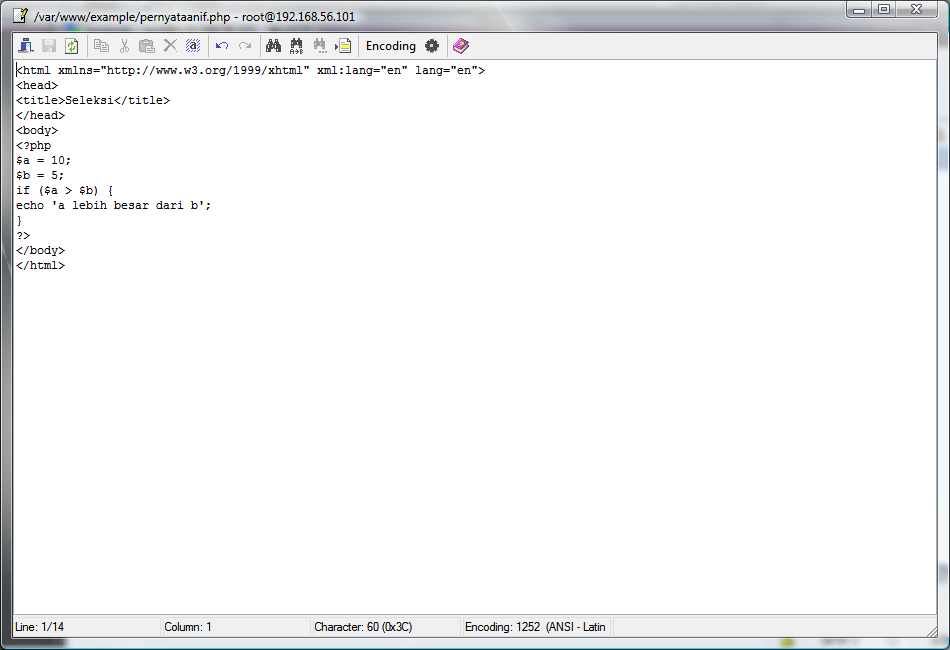 /var/www/example/pernyataanif.php - root@192.168.56.101
Encoding
<html xmlns="http://www.w3.org/1999/xhtml" xml:lang="en" lang="en">
<head>
<title>Seleksi</title>
</head>
<body>
<?php
$a = 10;
$b = 5;
if ($a > $b) {
echo 'a lebih besar dari b';
}
?>
</body>
</html>
Line: 1/14 Column: 1 Character: 60 (0x3C) Encoding: 1252 (ANSI - Latin